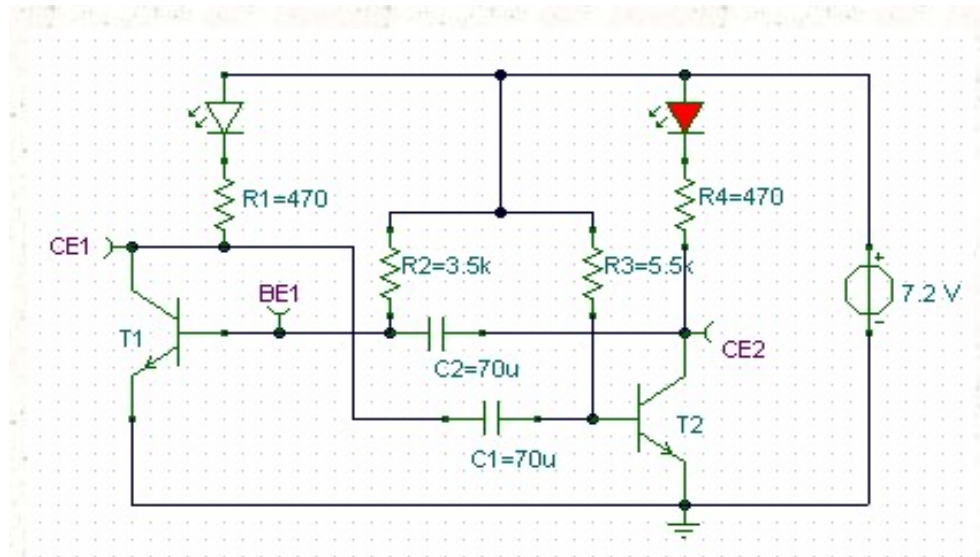 R1=470
R4=470
CE1
R2=3.5k
R3=5.5k
BE1
7.2 V
+
-
T1
CE2
C2=70u
T2
C1=70u